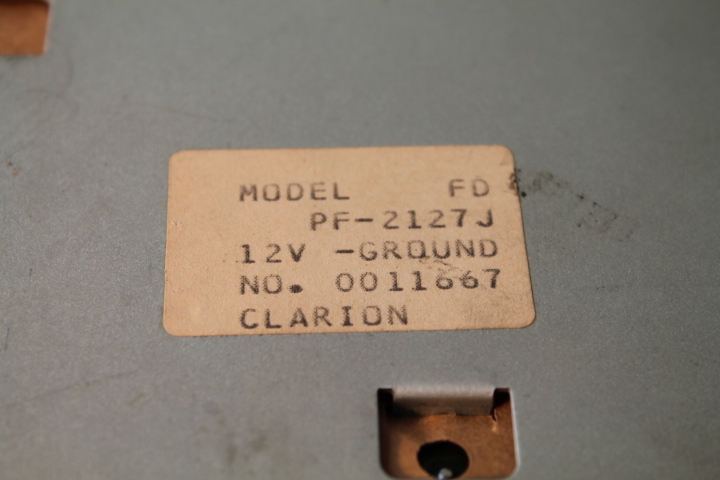 MODEL FD
PF-2127J
12V -GROUND
NO. 0011667
CLARION